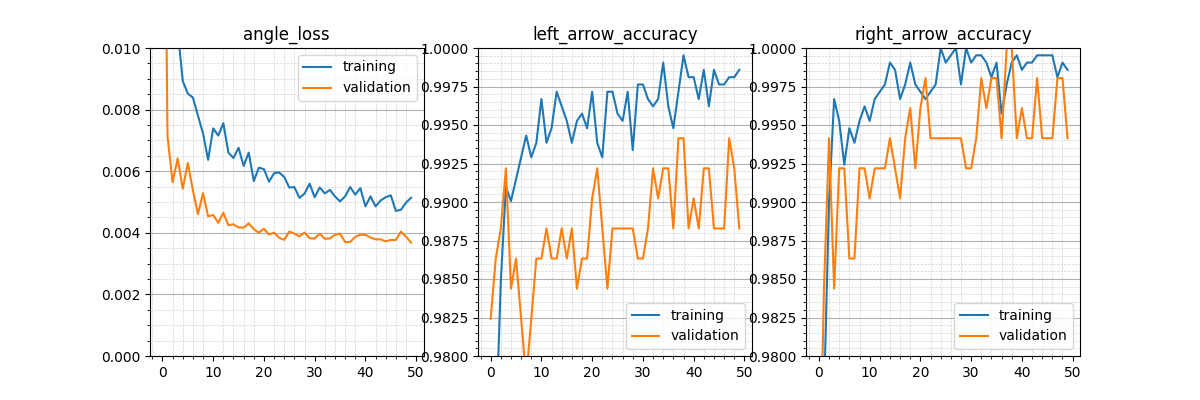 angle_loss
0.010
0.008
0.006
0.004
0.002
0.000
0 10 20 30 40 50
training
validation
left_arrow_accuracy
1.0000
0.9975
0.9950
0.9925
0.9900
0.9875
0.9850
0.9825
0.9800
0 10 20 30 40 50
training
validation
right_arrow_accuracy
1.0000
0.9975
0.9950
0.9925
0.9900
0.9875
0.9850
0.9825
0.9800
0 10 20 30 40 50
training
validation